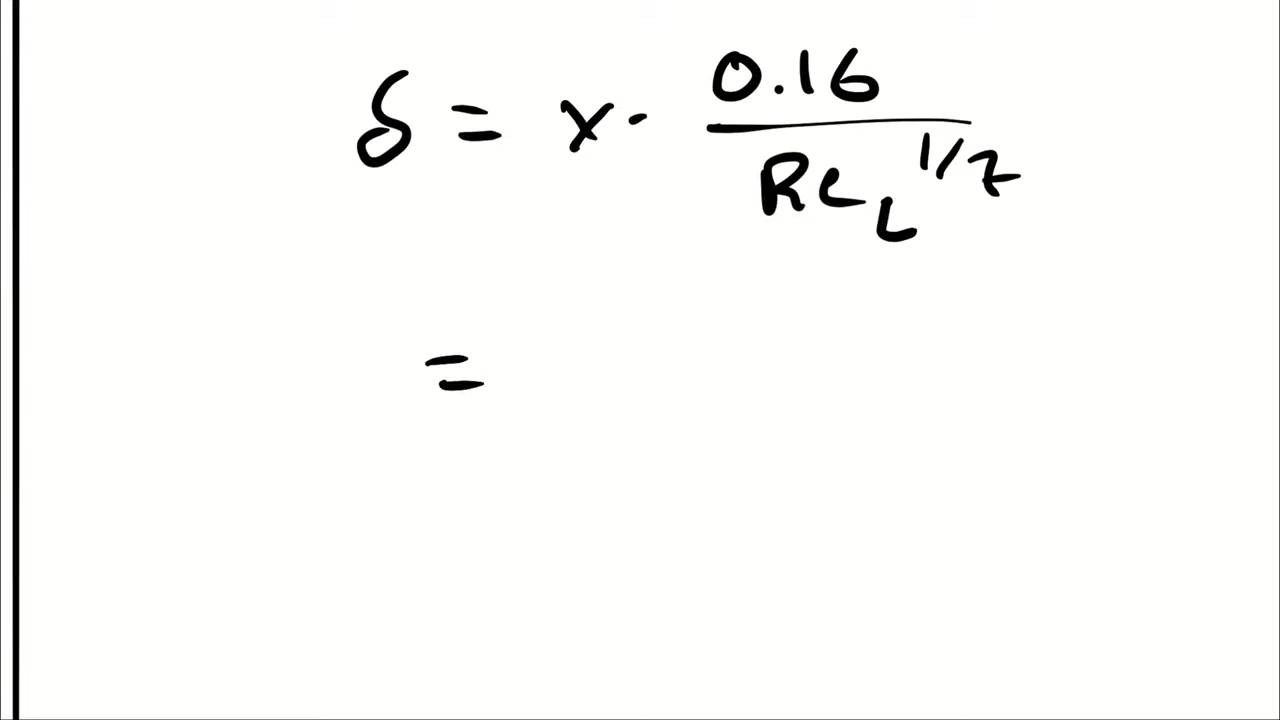 δ = x · 0.16 / Re_L^1/7
=